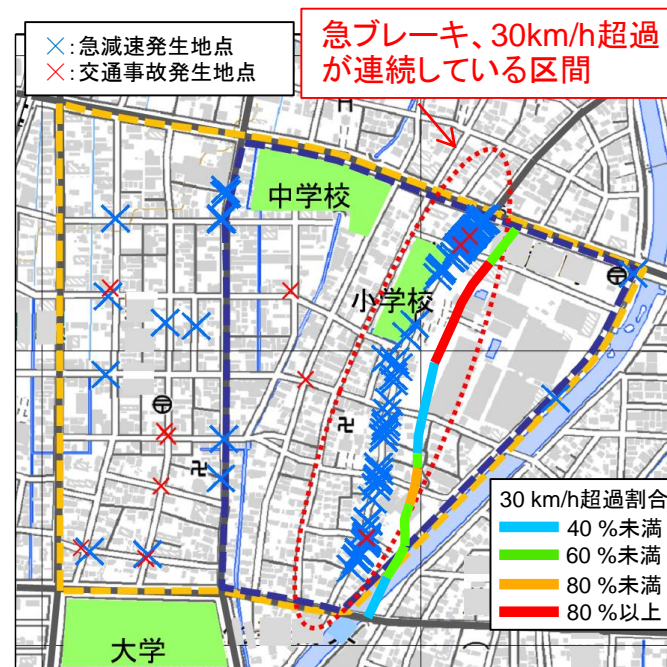 ×:急減速発生地点
×:交通事故発生地点
急ブレーキ、30km/h超過
が連続している区間
中学校
小学校
大学
30 km/h超過割合
40 %未満
60 %未満
80 %未満
80 %以上